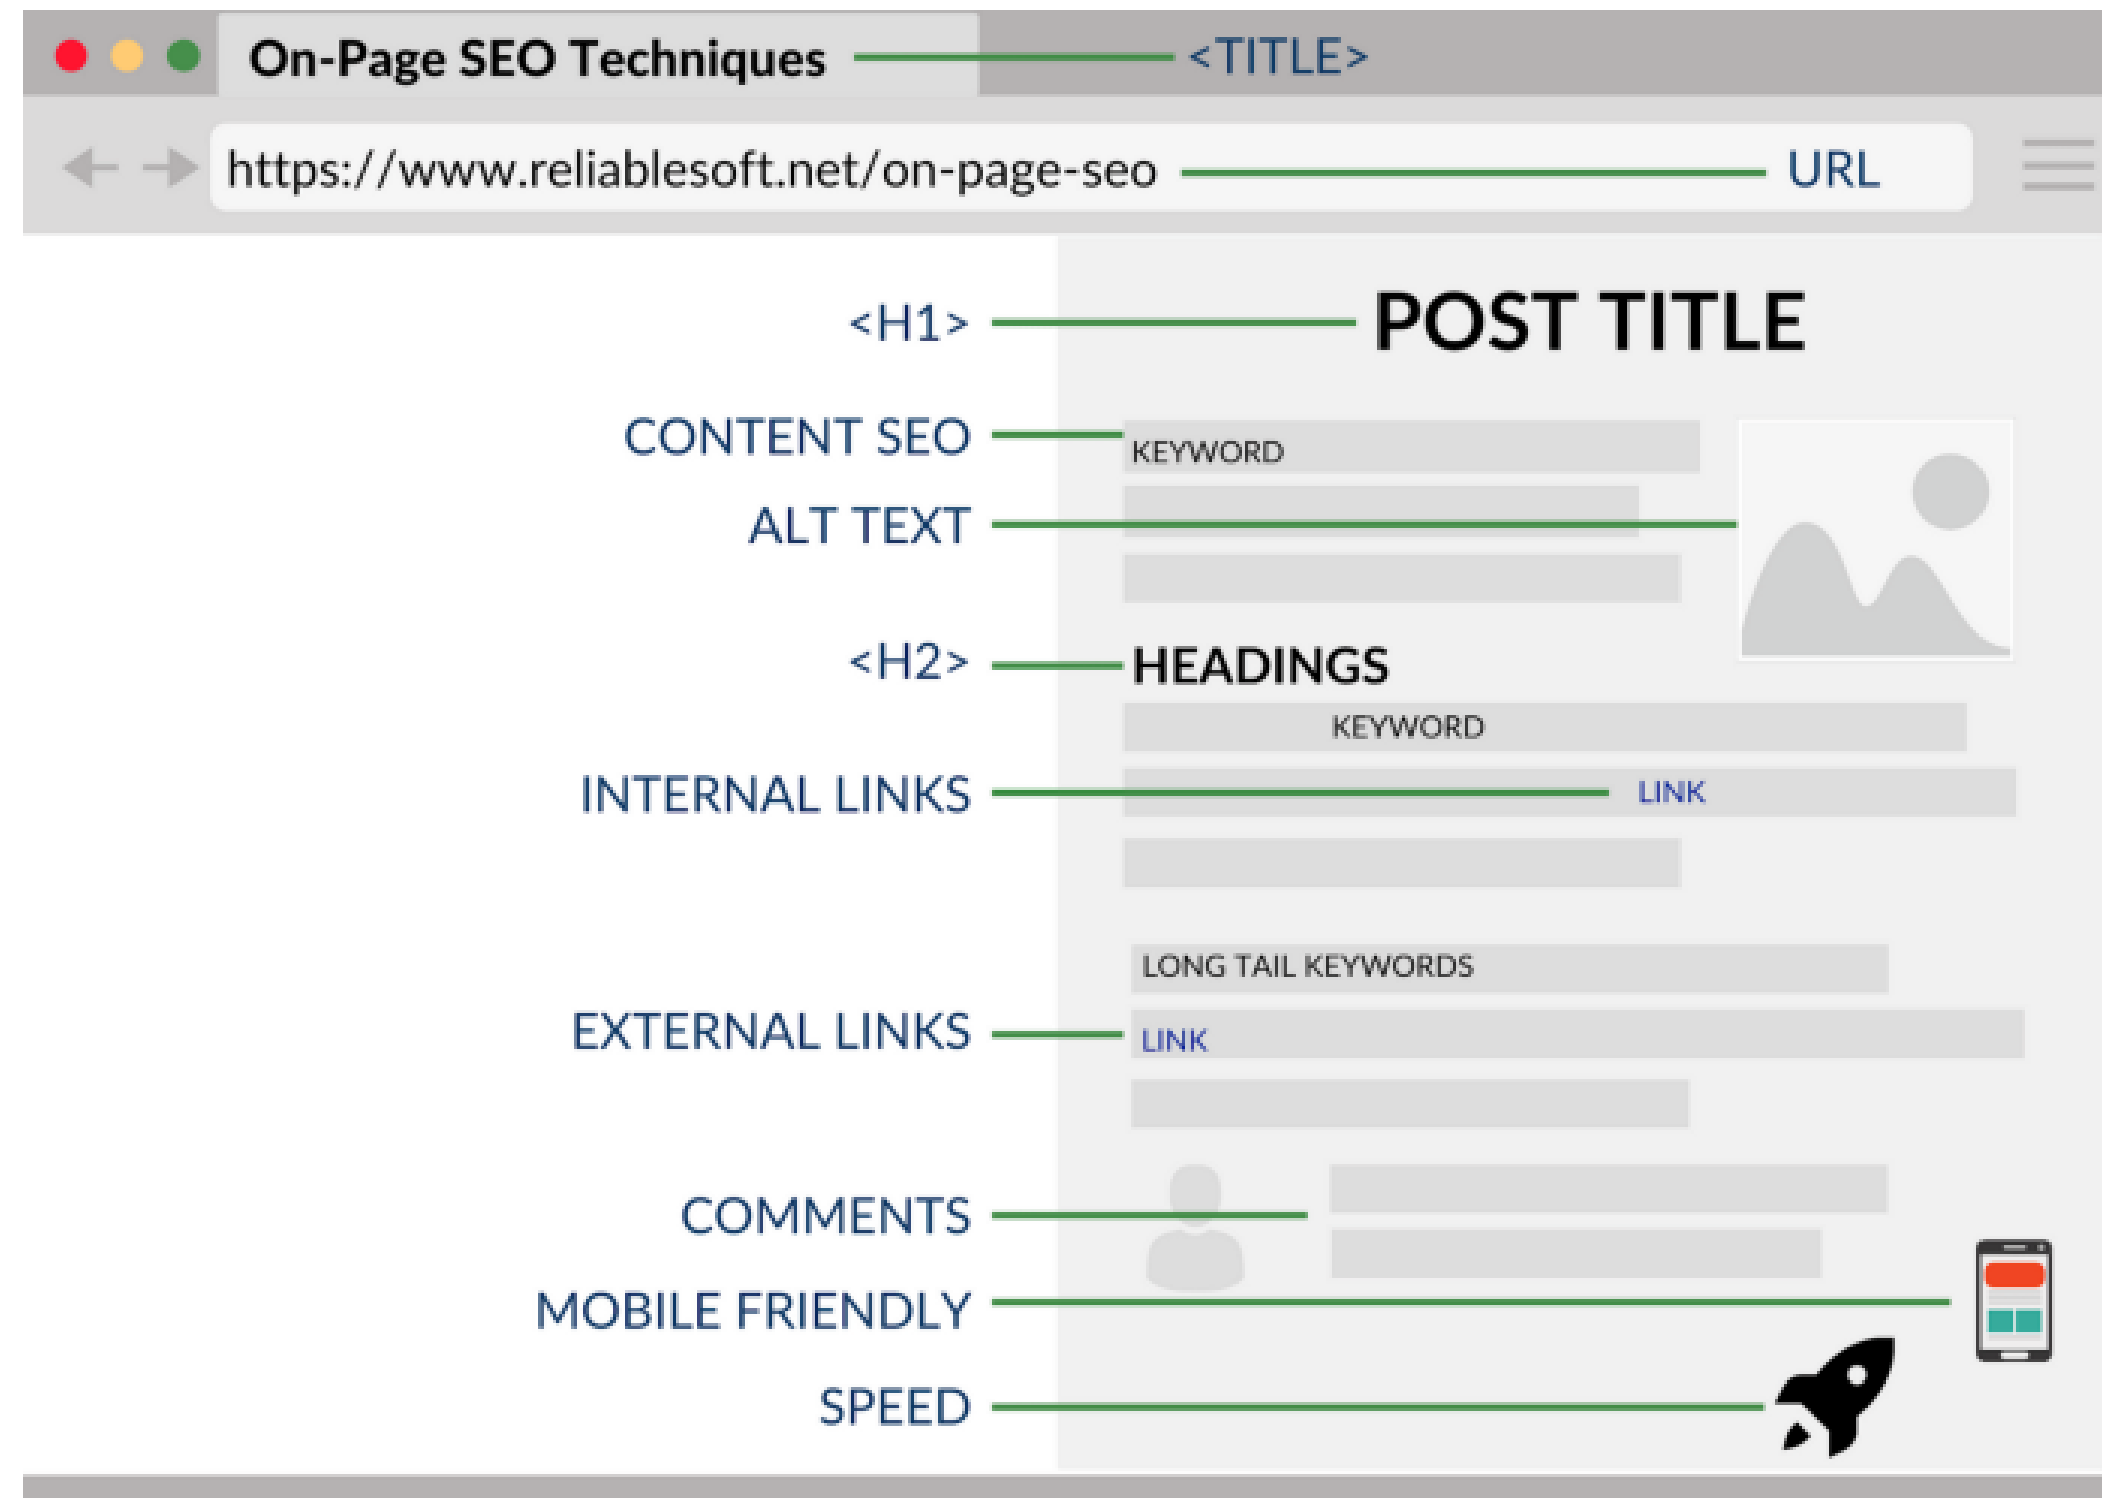 On-Page SEO Techniques <TITLE>
https://www.reliablesoft.net/on-page-seo URL
<H1> POST TITLE
CONTENT SEO KEYWORD
ALT TEXT
<H2> HEADINGS
KEYWORD
INTERNAL LINKS LINK
LONG TAIL KEYWORDS
EXTERNAL LINKS LINK
COMMENTS
MOBILE FRIENDLY
SPEED